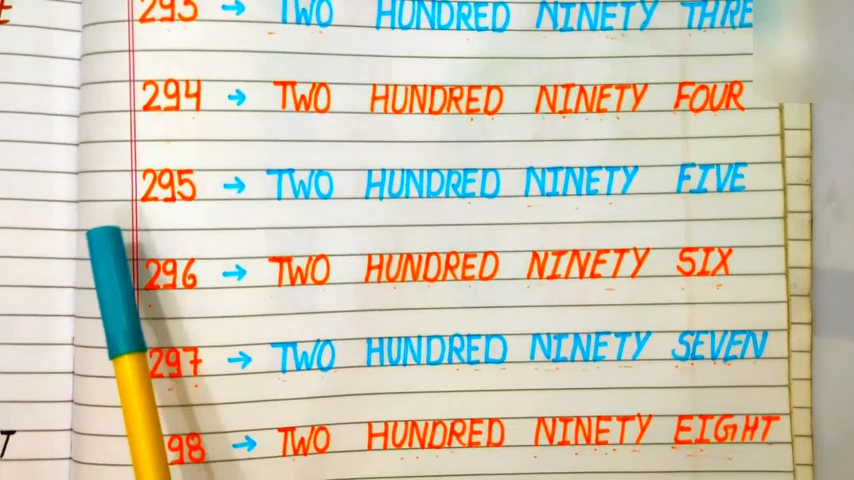 293 → TWO HUNDRED NINETY THRE
294 → TWO HUNDRED NINETY FOUR
295 → TWO HUNDRED NINETY FIVE
296 → TWO HUNDRED NINETY SIX
297 → TWO HUNDRED NINETY SEVEN
98 → TWO HUNDRED NINETY EIGHT